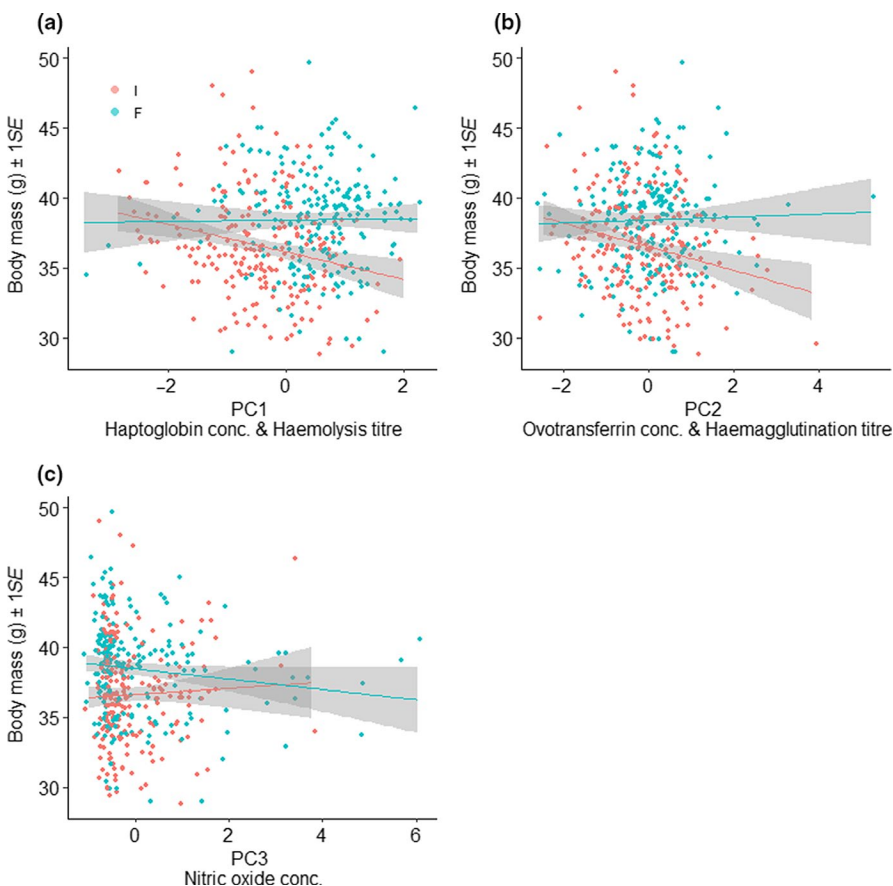 (a)
50
45
40
35
30
Body mass (g) ± 1SE
I
F
−2
0
2
PC1
Haptoglobin conc. & Haemolysis titre
(b)
50
45
40
35
30
Body mass (g) ± 1SE
−2
0
2
4
PC2
Ovotransferrin conc. & Haemagglutination titre
(c)
50
45
40
35
30
Body mass (g) ± 1SE
0
2
4
6
PC3
Nitric oxide conc.